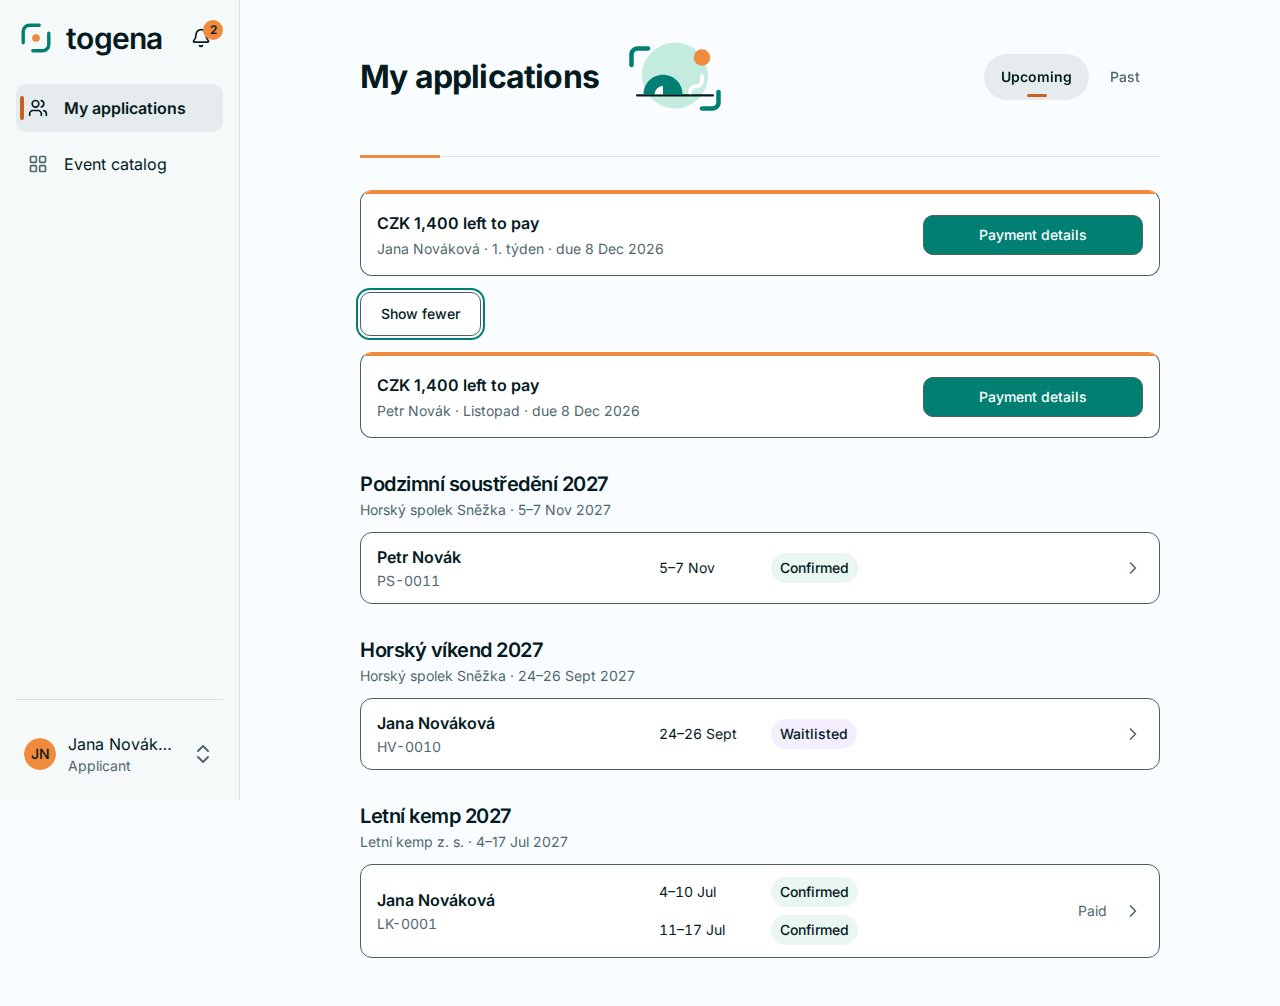 togena
2
My applications
Event catalog
My applications
Upcoming
Past
CZK 1,400 left to pay
Jana Nováková · 1. týden · due 8 Dec 2026
Payment details
Show fewer
CZK 1,400 left to pay
Petr Novák · Listopad · due 8 Dec 2026
Payment details
Podzimní soustředění 2027
Horský spolek Sněžka · 5–7 Nov 2027
Petr Novák
PS-0011
5–7 Nov
Confirmed
Horský víkend 2027
Horský spolek Sněžka · 24–26 Sept 2027
Jana Nováková
HV-0010
24–26 Sept
Waitlisted
Letní kemp 2027
Letní kemp z. s. · 4–17 Jul 2027
Jana Nováková
LK-0001
4–10 Jul
Confirmed
11–17 Jul
Confirmed
Paid
JN
Jana Novák...
Applicant